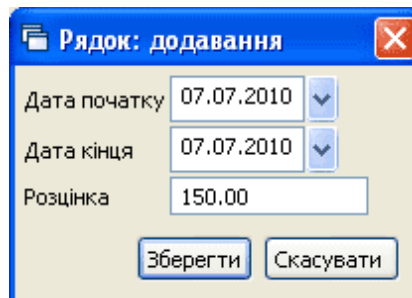 Рядок: додавання
Дата початку 07.07.2010
Дата кінця 07.07.2010
Розцінка 150.00
Зберегти Скасувати